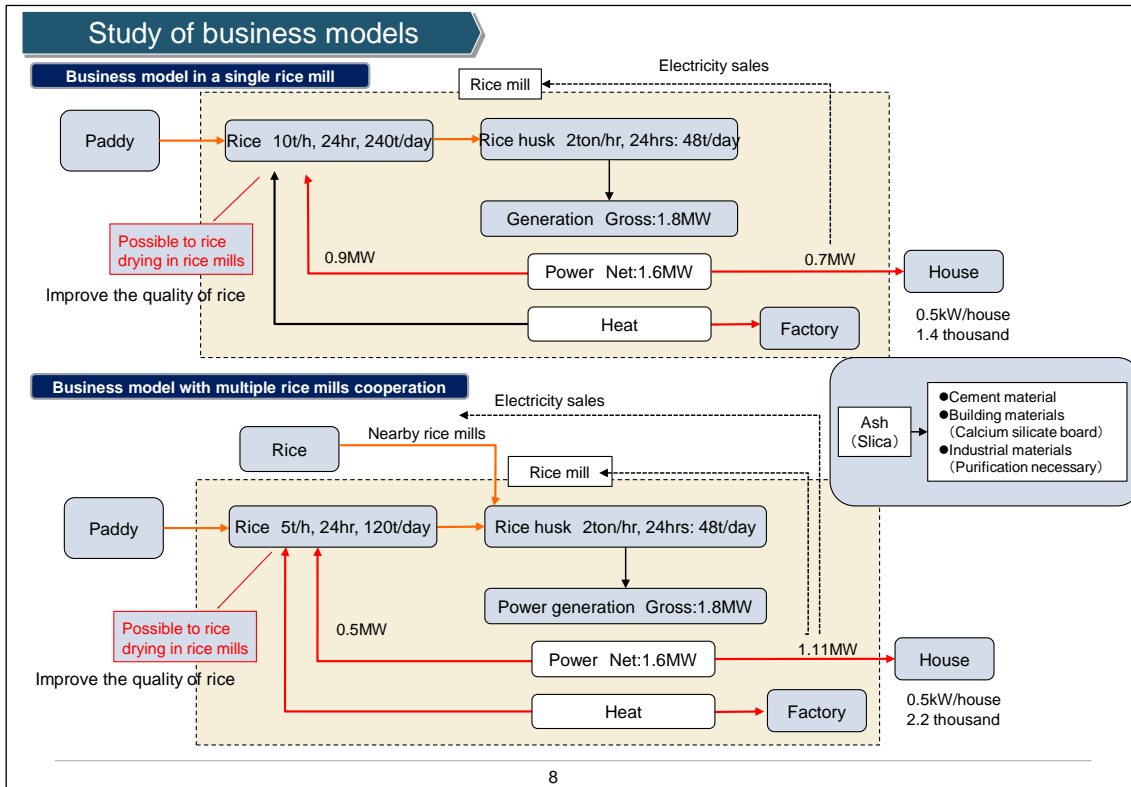 Study of business models
Business model in a single rice mill
Electricity sales
Rice mill
Paddy
Rice 10t/h, 24hr, 240t/day
Rice husk 2ton/hr, 24hrs: 48t/day
Generation Gross:1.8MW
Possible to rice
drying in rice mills
Improve the quality of rice
0.9MW
Power Net:1.6MW
0.7MW
House
0.5kW/house
1.4 thousand
Heat
Factory
Business model with multiple rice mills cooperation
Electricity sales
Ash
(Slica)
●Cement material
●Building materials
(Calcium silicate board)
●Industrial materials
(Purification necessary)
Rice
Nearby rice mills
Rice mill
Paddy
Rice 5t/h, 24hr, 120t/day
Rice husk 2ton/hr, 24hrs: 48t/day
Power generation Gross:1.8MW
Possible to rice
drying in rice mills
Improve the quality of rice
0.5MW
Power Net:1.6MW
1.11MW
House
0.5kW/house
2.2 thousand
Heat
Factory
8